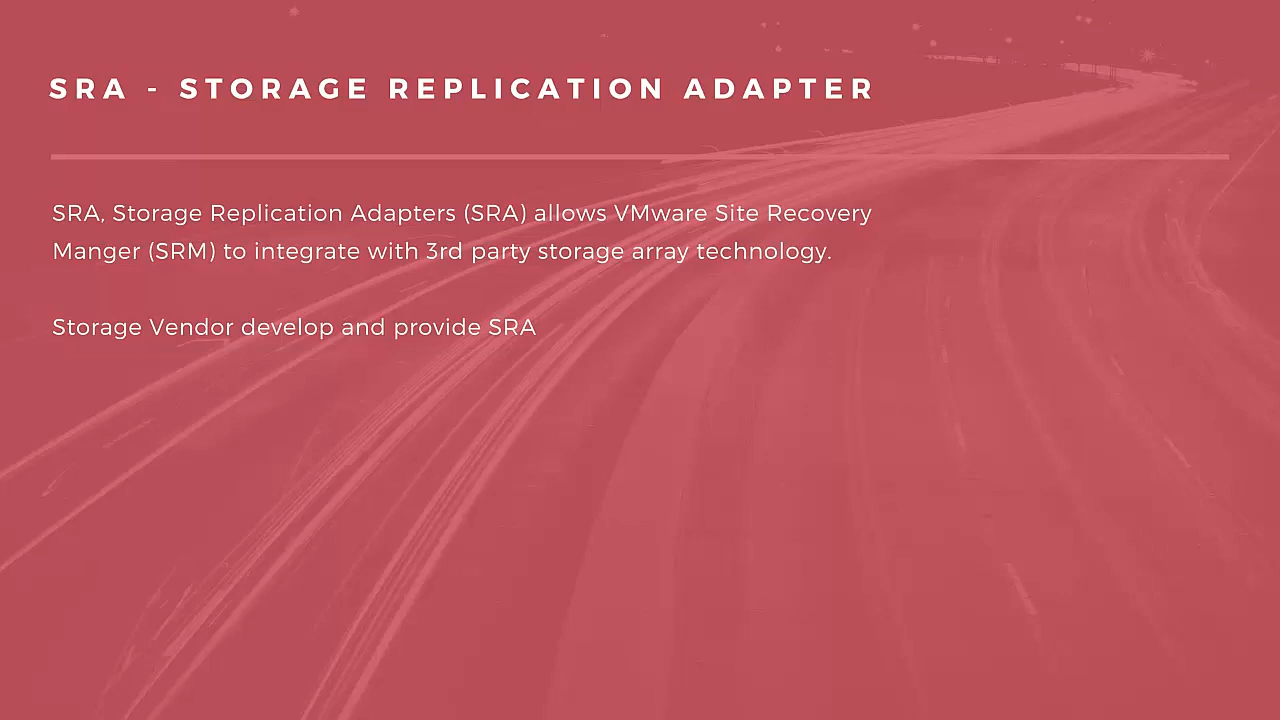 SRA - STORAGE REPLICATION ADAPTER
SRA, Storage Replication Adapters (SRA) allows VMware Site Recovery
Manger (SRM) to integrate with 3rd party storage array technology.
Storage Vendor develop and provide SRA